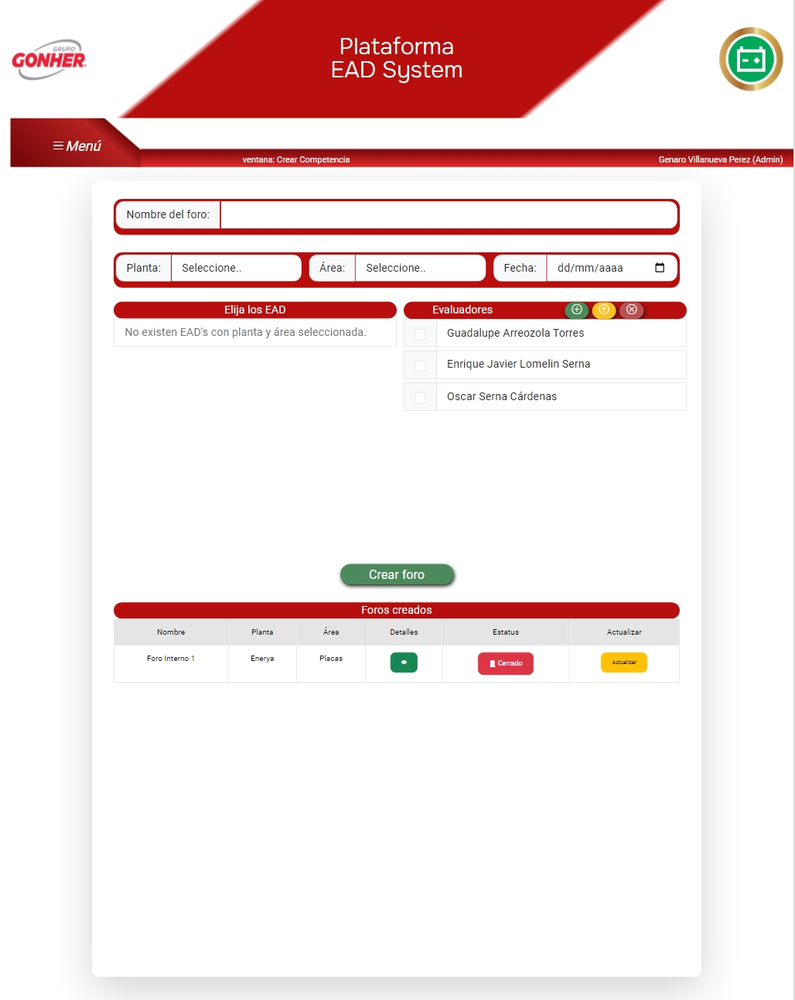 GRUPO
GONHER
Plataforma
EAD System
Menú
ventana: Crear Competencia
Genaro Villanueva Perez (Admin)
Nombre del foro:
Planta: Seleccione.. Área: Seleccione.. Fecha: dd/mm/aaaa
Elija los EAD
No existen EAD's con planta y área seleccionada.
Evaluadores
Guadalupe Arreozola Torres
Enrique Javier Lomelin Serna
Oscar Serna Cárdenas
Crear foro
Foros creados
Nombre Planta Área Detalles Estatus Actualizar
Foro Interno 1 Enerya Placas Cerrado Actualizar